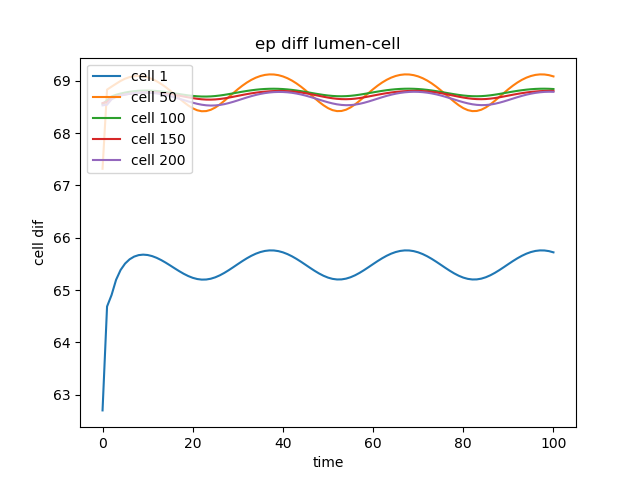 ep diff lumen-cell
cell 1
cell 50
cell 100
cell 150
cell 200
69
68
67
66
65
64
63
cell dif
0 20 40 60 80 100
time